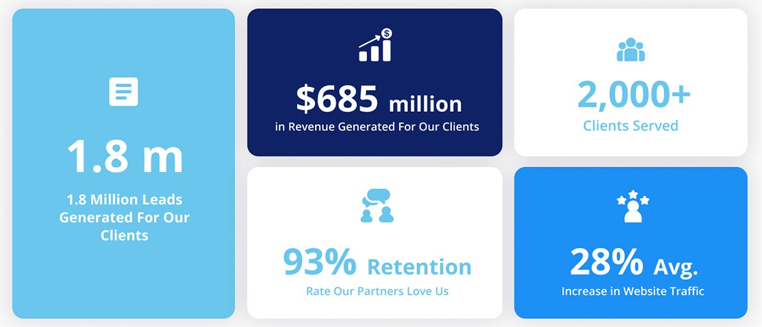 1.8 m
1.8 Million Leads
Generated For Our
Clients
$
$685 million
in Revenue Generated For Our Clients
2,000+
Clients Served
93% Retention
Rate Our Partners Love Us
28% Avg.
Increase in Website Traffic